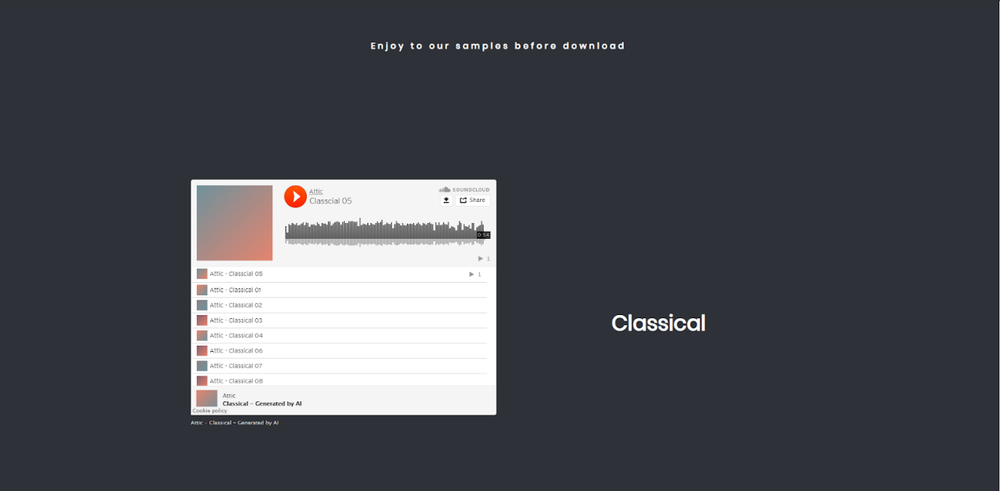 Enjoy to our samples before download
Attic
Classcial 05
SOUNDCLOUD
Share
0:54
1
Attic - Classcial 05
1
Attic - Classical 01
Attic - Classical 02
Attic - Classical 03
Attic - Classical 04
Attic - Classical 06
Attic - Classical 07
Attic - Classical 08
Attic
Classical – Generated by AI
Cookie policy
Attic · Classical – Generated by AI
Classical